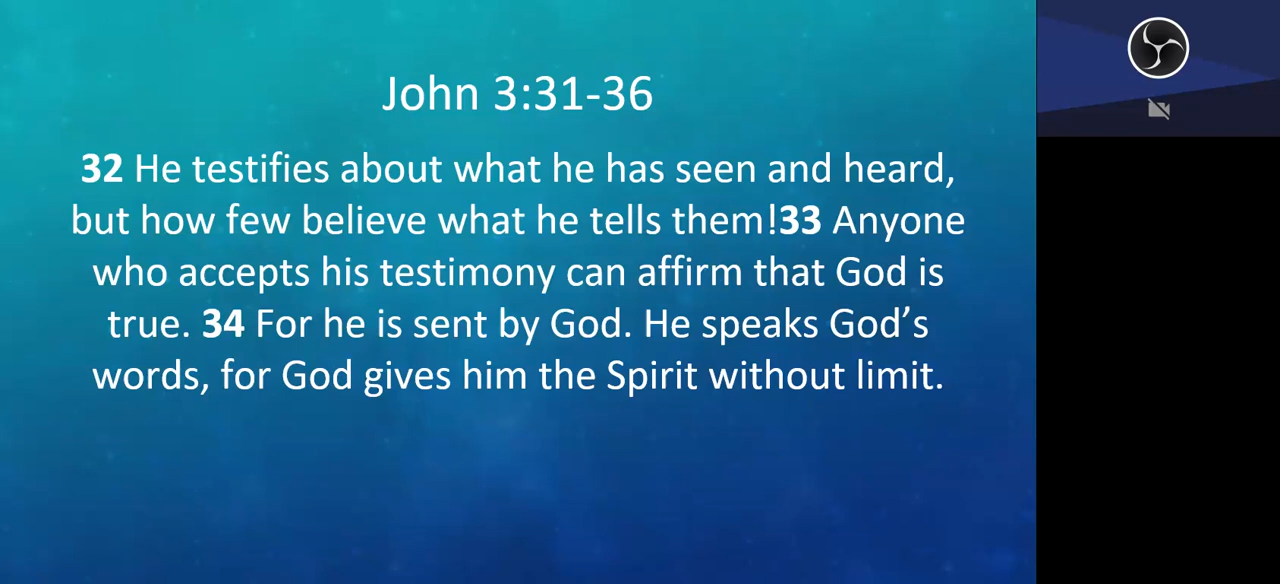 John 3:31-36
32 He testifies about what he has seen and heard,
but how few believe what he tells them!33 Anyone
who accepts his testimony can affirm that God is
true. 34 For he is sent by God. He speaks God’s
words, for God gives him the Spirit without limit.